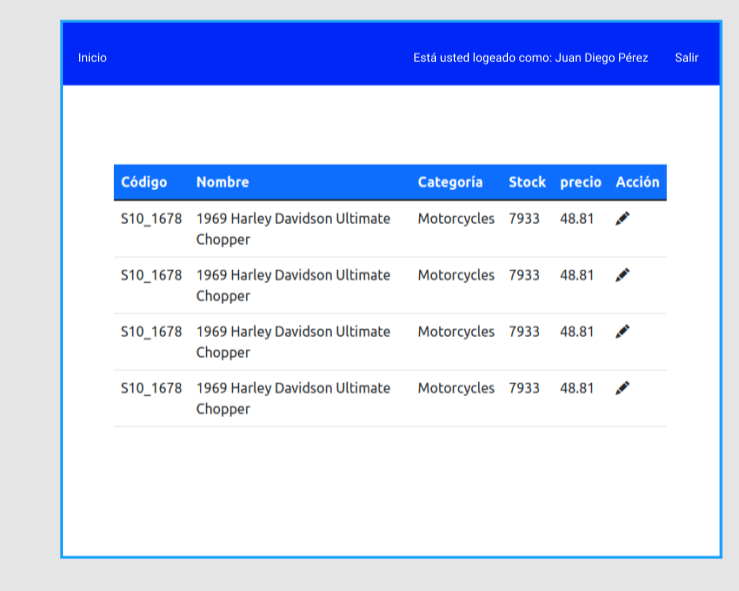 Inicio Está usted logeado como: Juan Diego Pérez Salir
Código Nombre Categoría Stock precio Acción
S10_1678 1969 Harley Davidson Ultimate Motorcycles 7933 48.81
Chopper
S10_1678 1969 Harley Davidson Ultimate Motorcycles 7933 48.81
Chopper
S10_1678 1969 Harley Davidson Ultimate Motorcycles 7933 48.81
Chopper
S10_1678 1969 Harley Davidson Ultimate Motorcycles 7933 48.81
Chopper